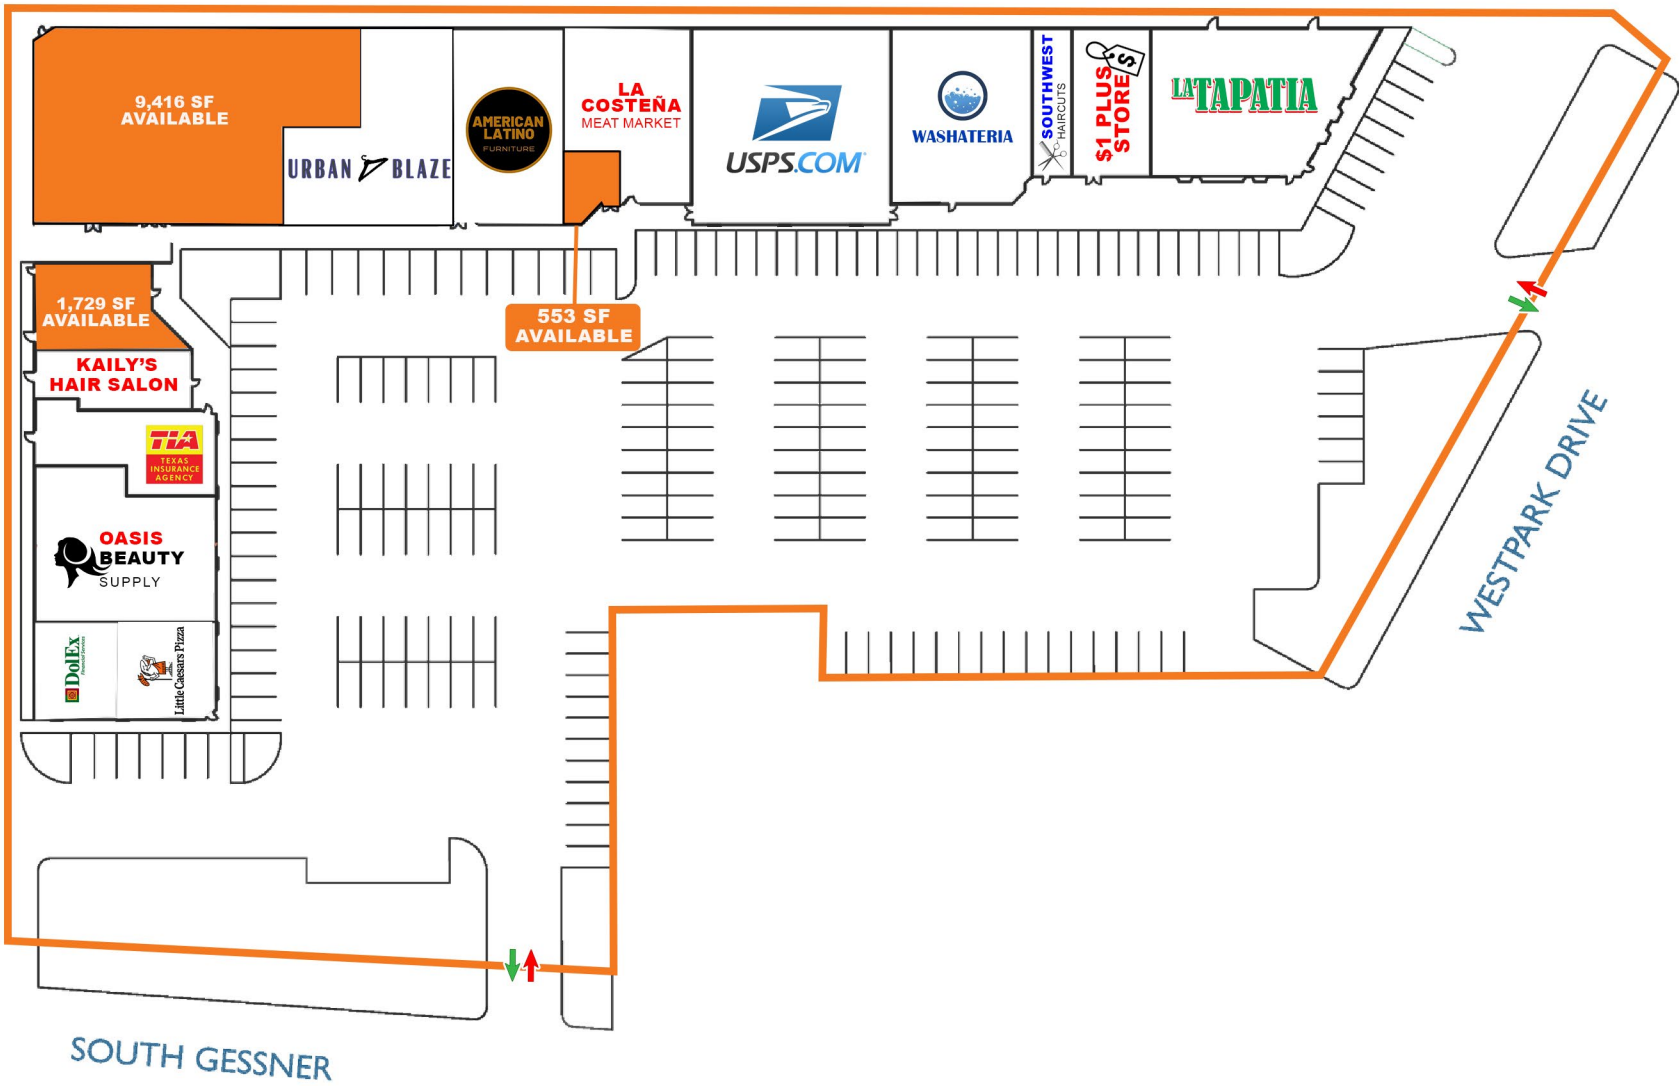 9,416 SF
AVAILABLE
URBAN BLAZE
AMERICAN
LATINO
FURNITURE
LA
COSTEÑA
MEAT MARKET
USPS.COM®
WASHATERIA
SOUTHWEST
HAIRCUTS
$1 PLUS
STORE
$
LA TAPATIA
1,729 SF
AVAILABLE
553 SF
AVAILABLE
KAILY'S
HAIR SALON
TIA
TEXAS
INSURANCE
AGENCY
OASIS
BEAUTY
SUPPLY
DolEx
Little Caesars Pizza
WESTPARK DRIVE
SOUTH GESSNER